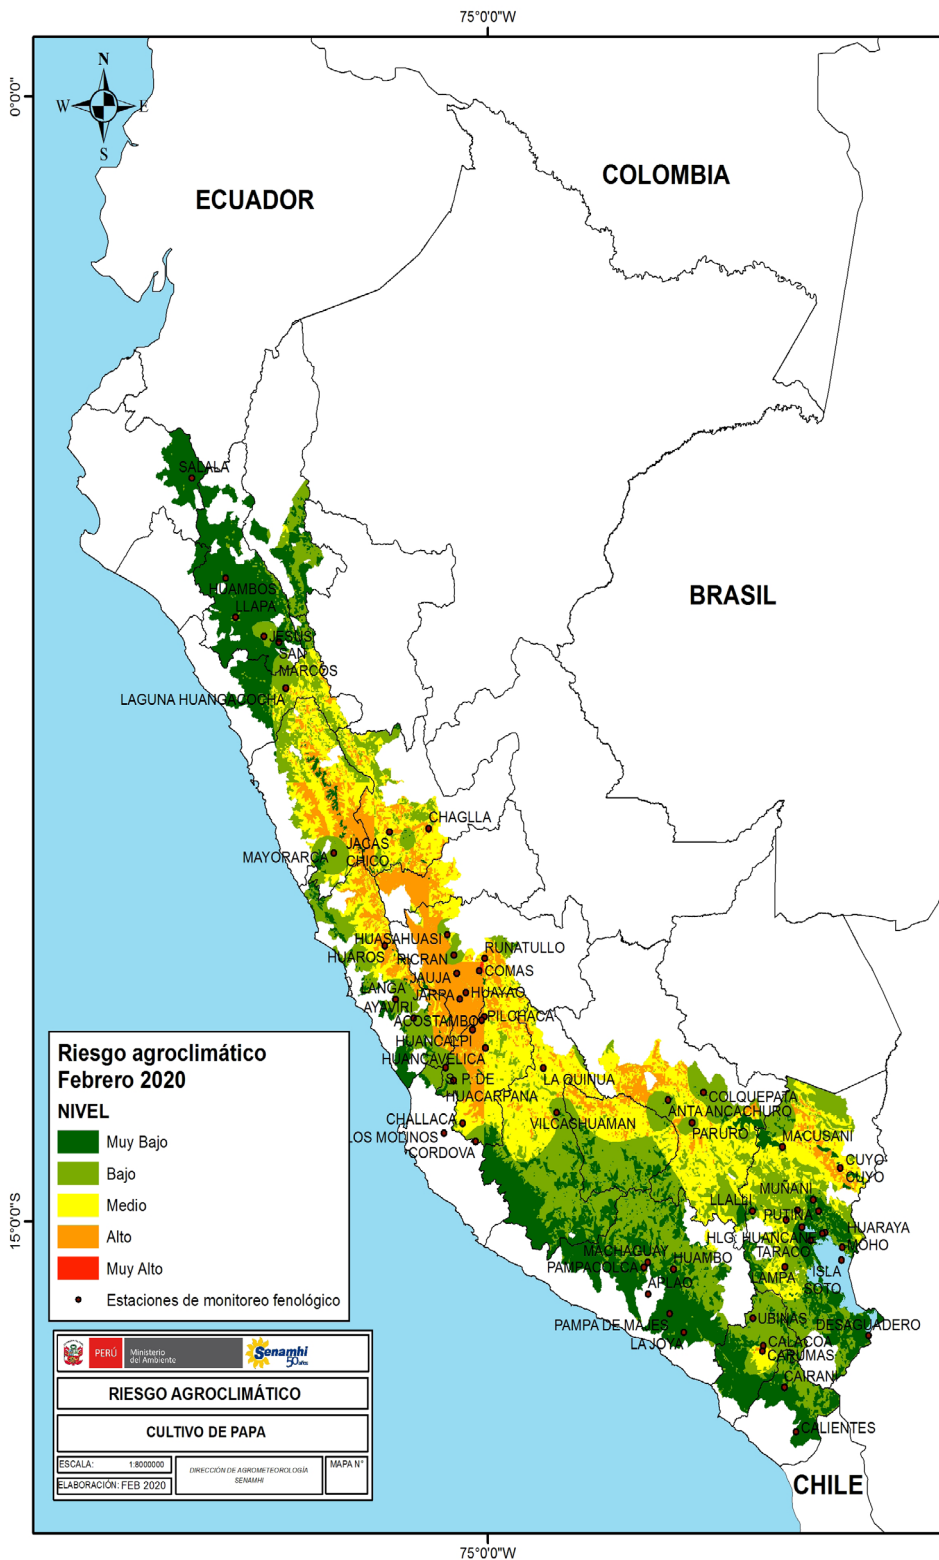 75°0'0"W
0°0'0"
N
W
E
S
ECUADOR
COLOMBIA
BRASIL
SALALA
HUAMBOS
LLAPA
JESUS
SAN
MARCOS
LAGUNA HUANGACOCHA
CHAGLLA
JACAS
CHICO
MAYORARCA
HUASAHUASI
HUAROS
RICRAN
RUNATULLO
JAUJA
COMAS
LANGA
JARPA
HUAYAO
AYAVIRI
ACOSTAMBO
PILCHACA
HUANCALPI
HUANCAVELICA
S. P. DE
HUACARPANA
LA QUINUA
COLQUEPATA
ANTA ANCACHURO
CHALLACA
VILCASHUAMAN
PARURO
LOS MOLINOS
CORDOVA
MACUSANI
CUYO
CUYO
MUÑANI
LLALLI
PUTINA
HUARAYA
HLG. HUANCANE
MOHO
TARACO
MACHAGUAY
HUAMBO
PAMPACOLCA
LAMPA
ISLA
SOTO
APLAO
PAMPA DE MAJES
UBINAS
DESAGUADERO
LA JOYA
CALACOA
CARUMAS
CAIRANI
CALIENTES
CHILE
15°0'0"S
Riesgo agroclimático
Febrero 2020
NIVEL
Muy Bajo
Bajo
Medio
Alto
Muy Alto
Estaciones de monitoreo fenológico
PERÚ
Ministerio
del Ambiente
Senamhi
50 años
RIESGO AGROCLIMÁTICO
CULTIVO DE PAPA
ESCALA: 1:8000000
DIRECCIÓN DE AGROMETEOROLOGÍA
SENAMHI
MAPA N°
ELABORACIÓN: FEB 2020
75°0'0"W